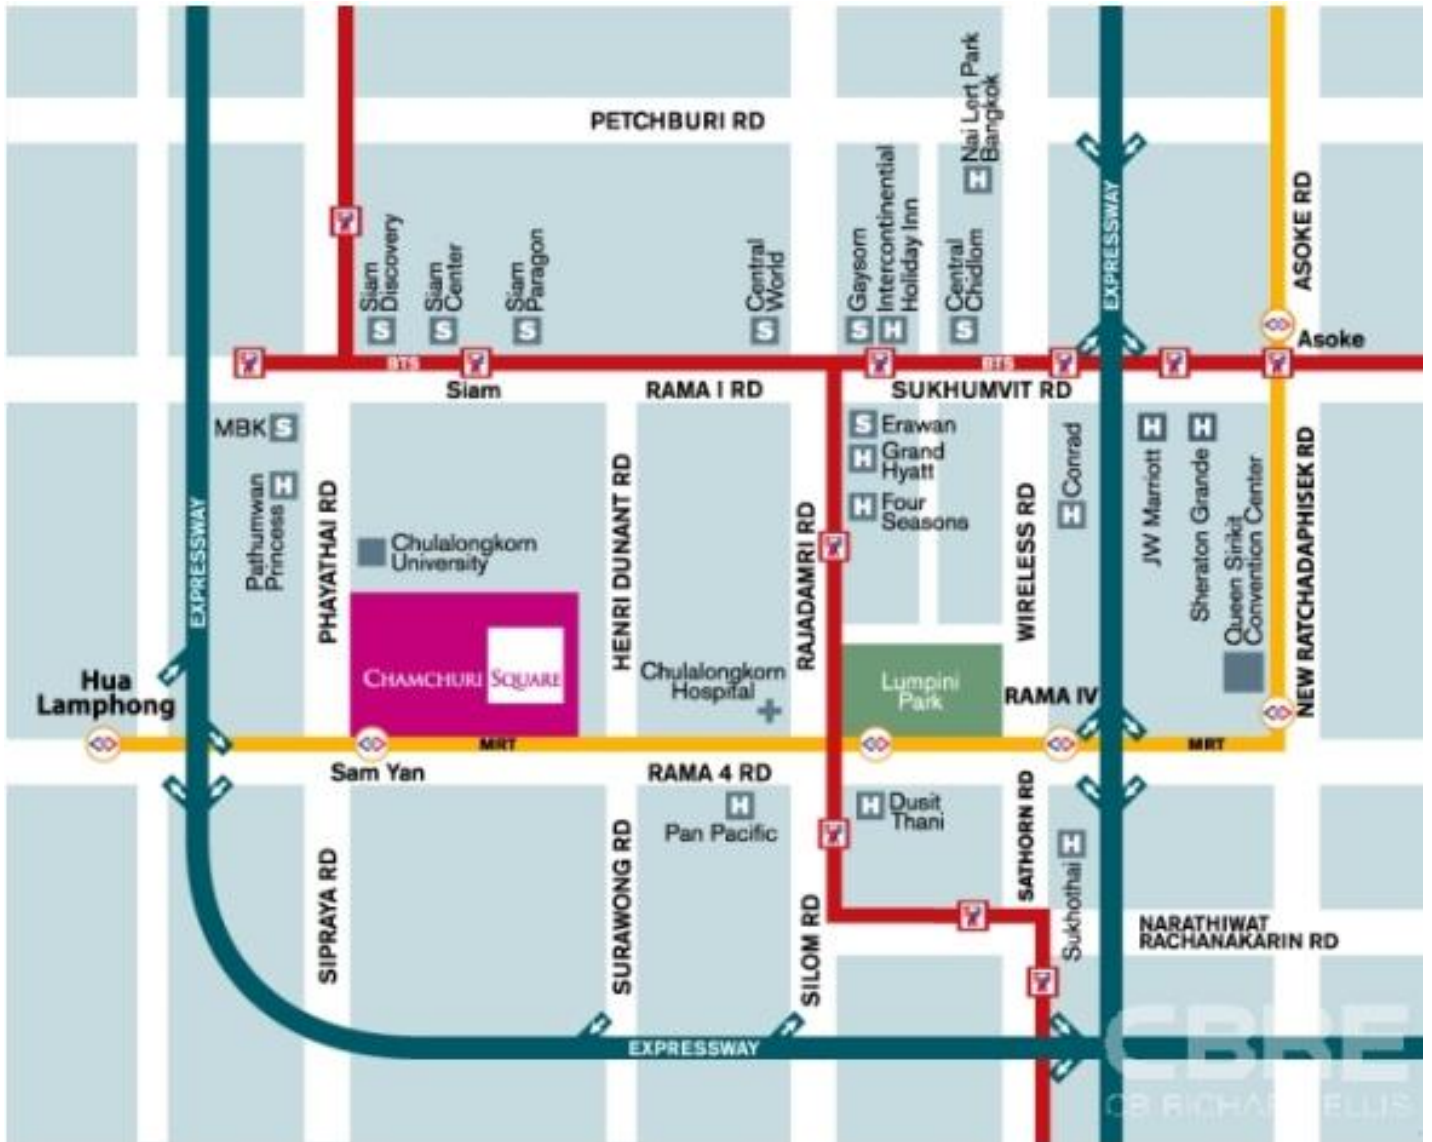 PETCHBURI RD
Nai Lert Park
Bangkok
EXPRESSWAY
ASOKE RD
Siam
Discovery
Siam
Center
Siam
Paragon
Central
World
Gaysorn
Intercontinental
Holiday Inn
Central
Chidlom
EXPRESSWAY
S
S
S
S
S
H
S
H
Asoke
BTS
BTS
Siam
RAMA I RD
SUKHUMVIT RD
MBK S
S Erawan
H Grand
Hyatt
H Four
Seasons
H
Pathumwan
Princess
PHAYATHAI RD
Chulalongkorn
University
HENRI DUNANT RD
RAJADAMRI RD
WIRELESS RD
Conrad
H
H
JW Marriott
H
Sheraton Grande
Queen Sirikit
Convention Center
NEW RATCHADAPHISEK RD
CHAMCHURI SQUARE
Chulalongkorn
Hospital
Lumpini
Park
RAMA IV
Hua
Lamphong
MRT
MRT
Sam Yan
RAMA 4 RD
H
Pan Pacific
H Dusit
Thani
SATHORN RD
H
Sukhothai
SIPRAYA RD
SURAWONG RD
SILOM RD
NARATHIWAT
RACHANAKARIN RD
EXPRESSWAY
CBRE
CB RICHARD ELLIS